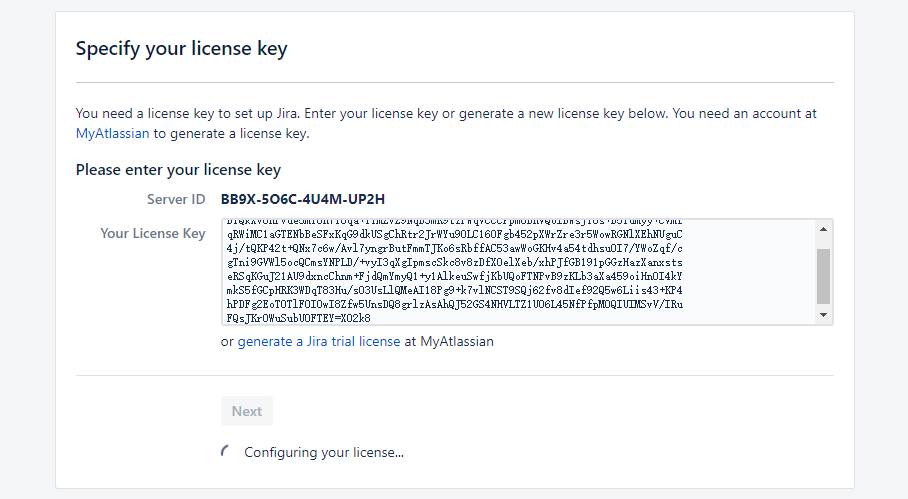 Specify your license key
You need a license key to set up Jira. Enter your license key or generate a new license key below. You need an account at
MyAtlassian to generate a license key.
Please enter your license key
Server ID BB9X-5O6C-4U4M-UP2H
Your License Key
qRWiMC1aGTENbBeSFxKqG9dkUSgChRtr2JrWYu9OLC16OFgb452pXWrZre3r5WowRGNlXEhNUguC
4j/tQKP42t+QNx7c6w/Avl7yngrButFmmTJKo6sRbffAC53awWoGKHv4a54tdhsuOI7/YWoZqf/c
gTni9GVWl5ocQCmsYNPLD/+vyI3qXgIpmscSkc8v8zDfXOelXeb/xhPJfGB191pGGzHazXanxsts
eRSqKGuJ21AU9dxncChnm+FjdQmYmyQ1+y1AlkeuSwfjKbUQoFTNPvB9zKLb3aXa459oiHnOI4kY
mkS5fGCpHRK3WDqT83Hu/sO3UsLlQMeAI18Pg9+k7vlNCST9SQj62fv8dIef92Q5w6Liis43+KP4
hPDFg2EoTOTlFOIOwI8Zfw5UnsDQ8grlzAsAhQJ52GS4NHVLTZ1UO6L45NfPfpMOQIUIMSvV/IRu
FQsJKrOWuSubUOFTEY=X02k8
or generate a Jira trial license at MyAtlassian
Next
Configuring your license...